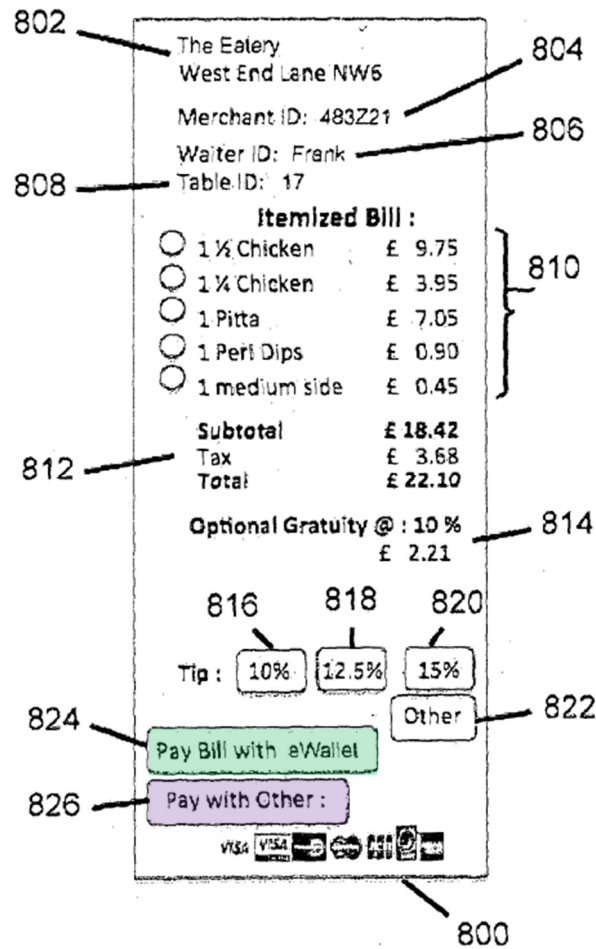 802
The Eatery
West End Lane NW6
804
Merchant ID: 483Z21
806
Waiter ID: Frank
808
Table ID: 17
Itemized Bill :
1 ½ Chicken £ 9.75
1 ¼ Chicken £ 3.95
810
1 Pitta £ 7.05
1 Peri Dips £ 0.90
1 medium side £ 0.45
Subtotal £ 18.42
812
Tax £ 3.68
Total £ 22.10
Optional Gratuity @ : 10 %
814
£ 2.21
816 818 820
Tip : 10% 12.5% 15%
Other
822
824
Pay Bill with eWallet
826
Pay with Other :
VISA VISA
800